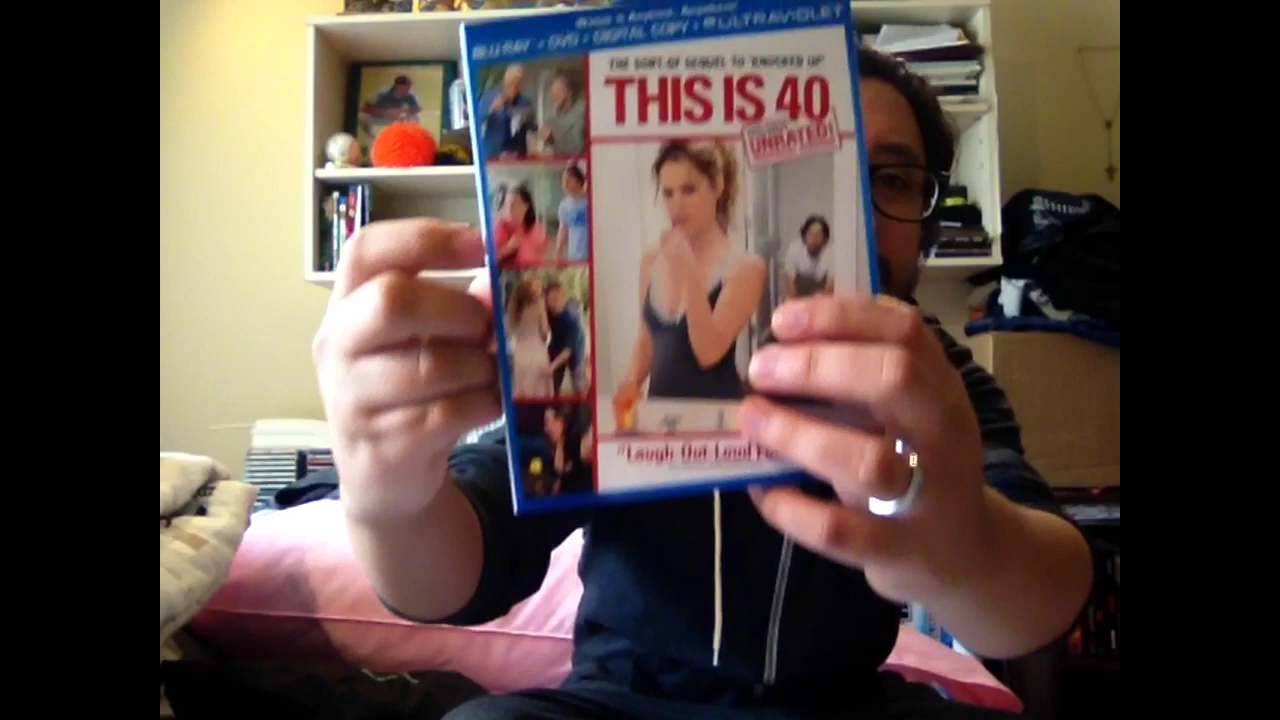 BLU-RAY + DVD + DIGITAL COPY + ULTRAVIOLET
THE SORT OF SEQUEL TO 'KNOCKED UP'
THIS IS 40
UNRATED!
"Laugh-Out-Loud